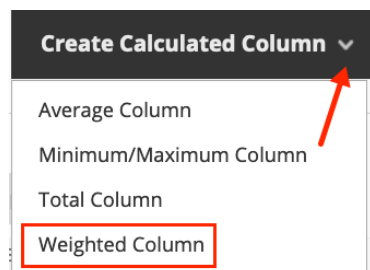 Create Calculated Column
Average Column
Minimum/Maximum Column
Total Column
Weighted Column